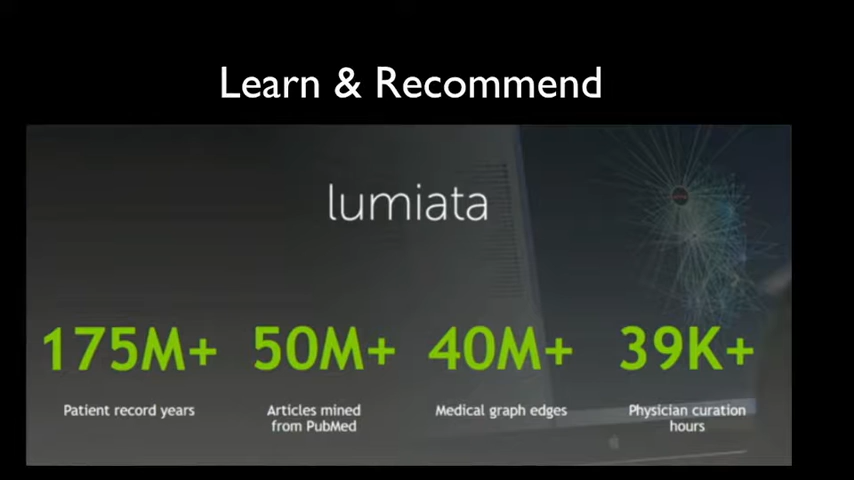 Learn & Recommend
lumiata
175M+
50M+
40M+
39K+
Patient record years
Articles mined
from PubMed
Medical graph edges
Physician curation
hours